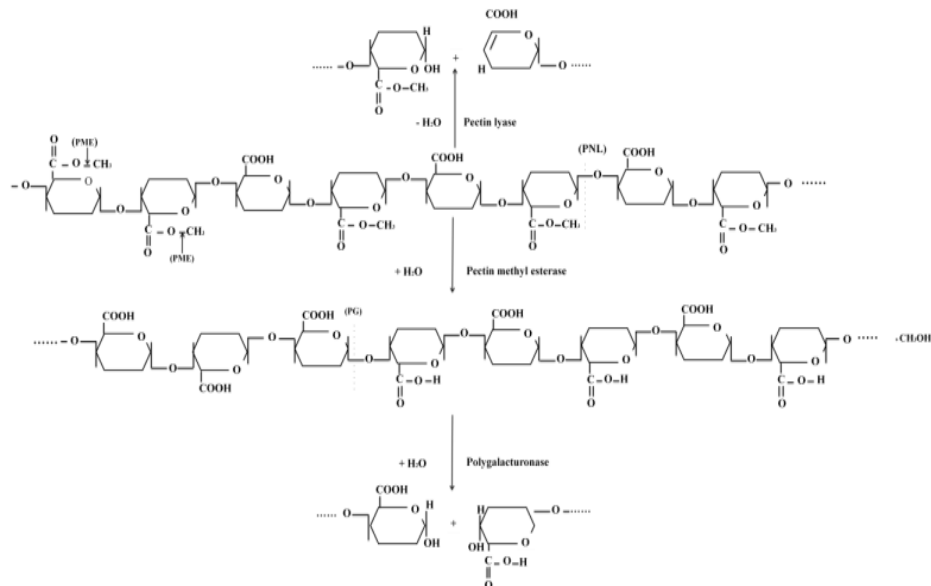 COOH
H O
...... –O O OH + H –O ......
C –O–CH₃
O
- H₂O Pectin lyase
O (PME) (PNL)
C – O CH₃ COOH COOH COOH
– O O O O O O O O O ......
O O O O O O O O
C – O –CH₃ C –O–CH₃ C –O–CH₃ C – O – CH₃
O (PME) O O O
+ H₂O Pectin methyl esterase
COOH COOH (PG) COOH COOH
......–O O O O O O O O O ...... -CH₃OH
O O O O O O O O
COOH C–O–H C–O–H C – O – H
O O O
+ H₂O Polygalacturonase
COOH
...... O O H + H –O–......
OH OH O
C – O–H
O